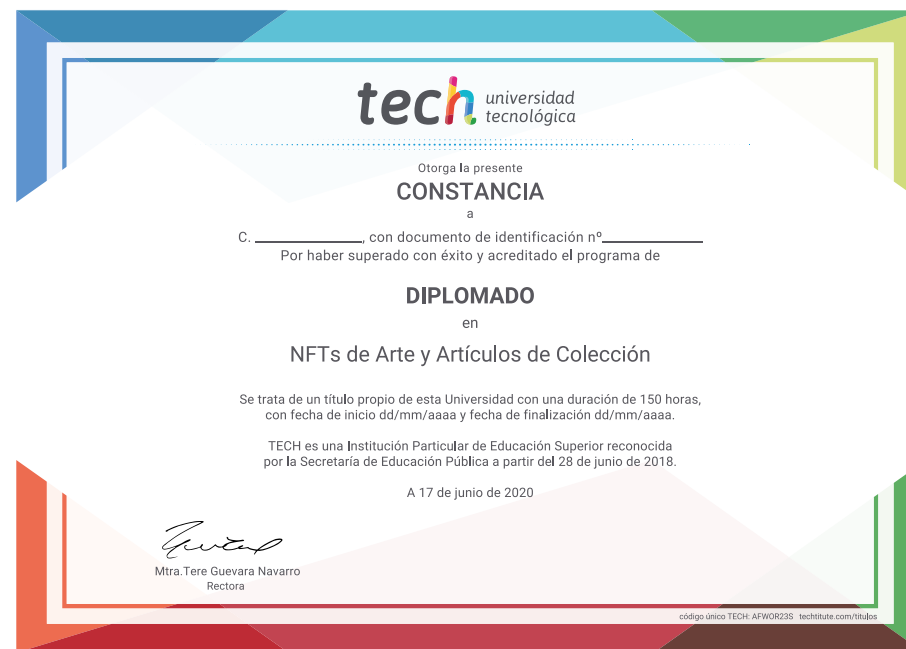 tech universidad
tecnológica
Otorga la presente
CONSTANCIA
a
C. ______________, con documento de identificación nº_____________
Por haber superado con éxito y acreditado el programa de
DIPLOMADO
en
NFTs de Arte y Artículos de Colección
Se trata de un título propio de esta Universidad con una duración de 150 horas,
con fecha de inicio dd/mm/aaaa y fecha de finalización dd/mm/aaaa.
TECH es una Institución Particular de Educación Superior reconocida
por la Secretaría de Educación Pública a partir del 28 de junio de 2018.
A 17 de junio de 2020
Mtra.Tere Guevara Navarro
Rectora
código único TECH: AFWOR23S techtitute.com/titulos